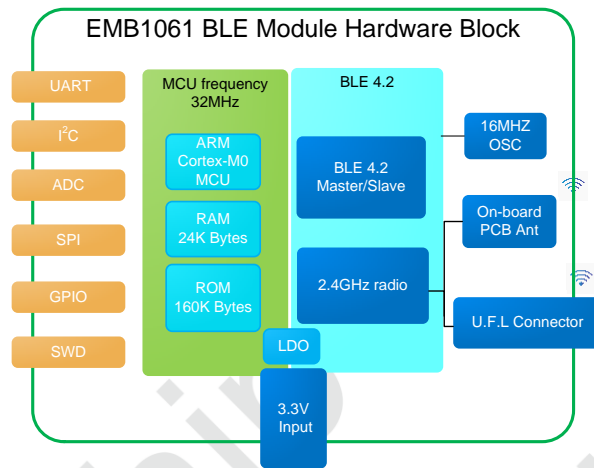 EMB1061 BLE Module Hardware Block
UART
I²C
ADC
SPI
GPIO
SWD
MCU frequency
32MHz
ARM
Cortex-M0
MCU
RAM
24K Bytes
ROM
160K Bytes
BLE 4.2
BLE 4.2
Master/Slave
2.4GHz radio
LDO
3.3V
Input
16MHZ
OSC
On-board
PCB Ant
U.F.L Connector